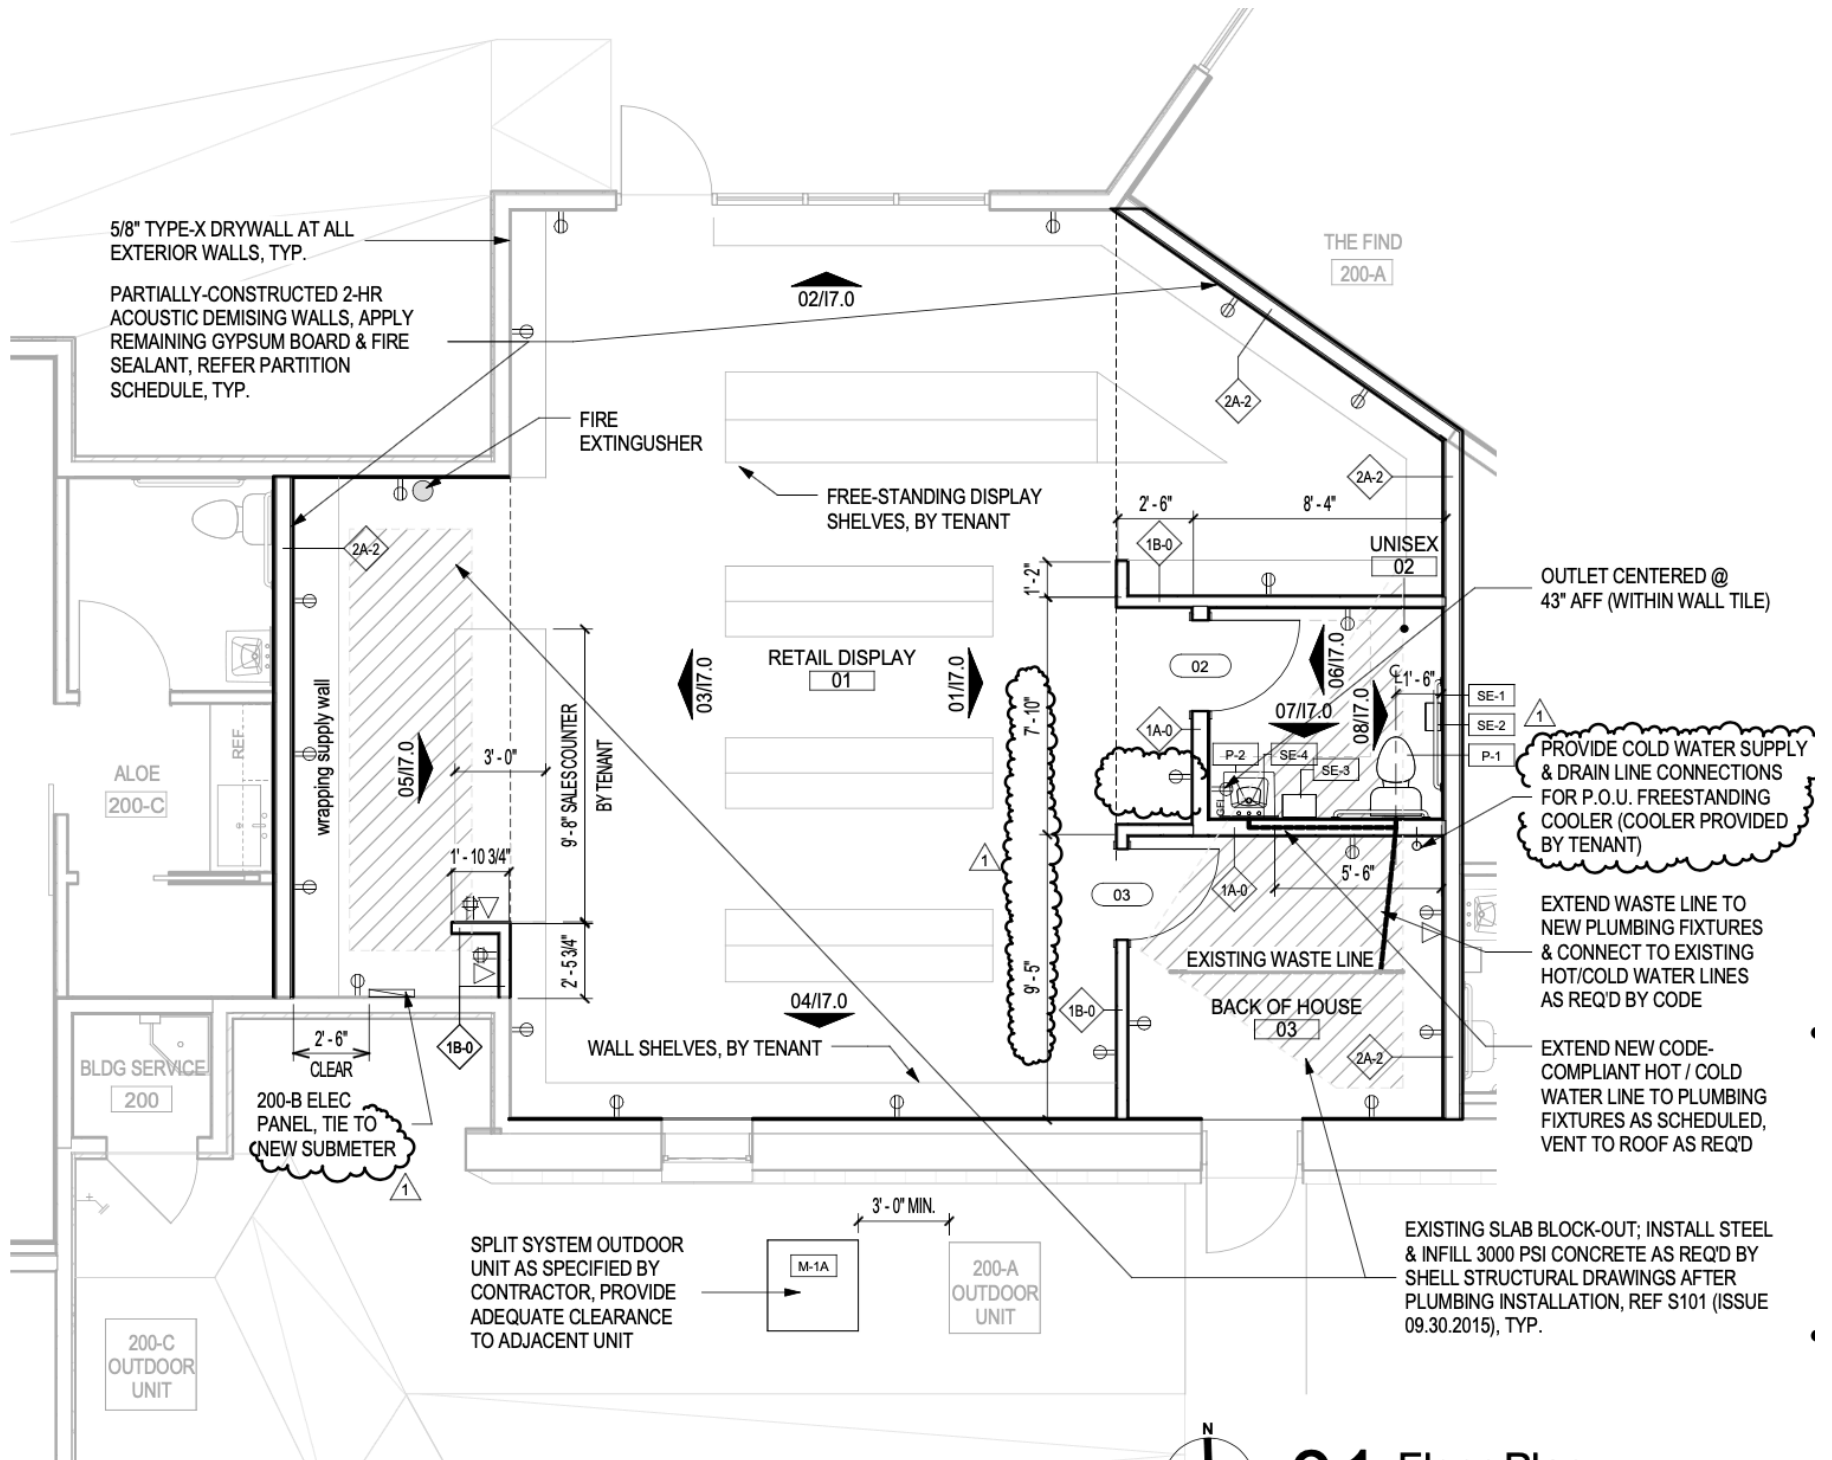 5/8" TYPE-X DRYWALL AT ALL
EXTERIOR WALLS, TYP.
PARTIALLY-CONSTRUCTED 2-HR
ACOUSTIC DEMISING WALLS, APPLY
REMAINING GYPSUM BOARD & FIRE
SEALANT, REFER PARTITION
SCHEDULE, TYP.
THE FIND
200-A
02/I7.0
2A-2
FIRE
EXTINGUSHER
2A-2
FREE-STANDING DISPLAY
SHELVES, BY TENANT
2' - 6"
8' - 4"
1B-0
2A-2
UNISEX
02
1' - 2"
OUTLET CENTERED @
43" AFF (WITHIN WALL TILE)
RETAIL DISPLAY
01
03/I7.0
01/I7.0
7' - 10"
02
06/I7.0
1' - 6"
07/I7.0
08/I7.0
SE-1
SE-2
P-1
1
1A-0
P-2
SE-4
SE-3
GFI
PROVIDE COLD WATER SUPPLY
& DRAIN LINE CONNECTIONS
FOR P.O.U. FREESTANDING
COOLER (COOLER PROVIDED
BY TENANT)
wrapping supply wall
REF.
ALOE
200-C
05/I7.0
3' - 0"
9' - 8" SALES COUNTER
BY TENANT
1' - 10 3/4"
2' - 5 3/4"
1
03
1A-0
5' - 6"
EXTEND WASTE LINE TO
NEW PLUMBING FIXTURES
& CONNECT TO EXISTING
HOT/COLD WATER LINES
AS REQ'D BY CODE
EXISTING WASTE LINE
9' - 5"
BACK OF HOUSE
03
1B-0
2A-2
04/I7.0
WALL SHELVES, BY TENANT
2' - 6"
CLEAR
1B-0
BLDG SERVICE
200
200-B ELEC
PANEL, TIE TO
NEW SUBMETER
1
EXTEND NEW CODE-
COMPLIANT HOT / COLD
WATER LINE TO PLUMBING
FIXTURES AS SCHEDULED,
VENT TO ROOF AS REQ'D
3' - 0" MIN.
SPLIT SYSTEM OUTDOOR
UNIT AS SPECIFIED BY
CONTRACTOR, PROVIDE
ADEQUATE CLEARANCE
TO ADJACENT UNIT
M-1A
200-A
OUTDOOR
UNIT
EXISTING SLAB BLOCK-OUT; INSTALL STEEL
& INFILL 3000 PSI CONCRETE AS REQ'D BY
SHELL STRUCTURAL DRAWINGS AFTER
PLUMBING INSTALLATION, REF S101 (ISSUE
09.30.2015), TYP.
200-C
OUTDOOR
UNIT
N